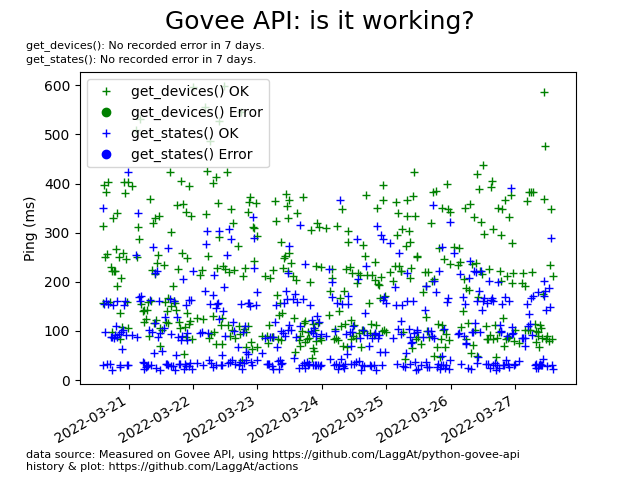 Govee API: is it working?
get_devices(): No recorded error in 7 days.
get_states(): No recorded error in 7 days.
600
500
400
300
200
100
0
Ping (ms)
get_devices() OK
get_devices() Error
get_states() OK
get_states() Error
2022-03-21
2022-03-22
2022-03-23
2022-03-24
2022-03-25
2022-03-26
2022-03-27
data source: Measured on Govee API, using https://github.com/LaggAt/python-govee-api
history & plot: https://github.com/LaggAt/actions